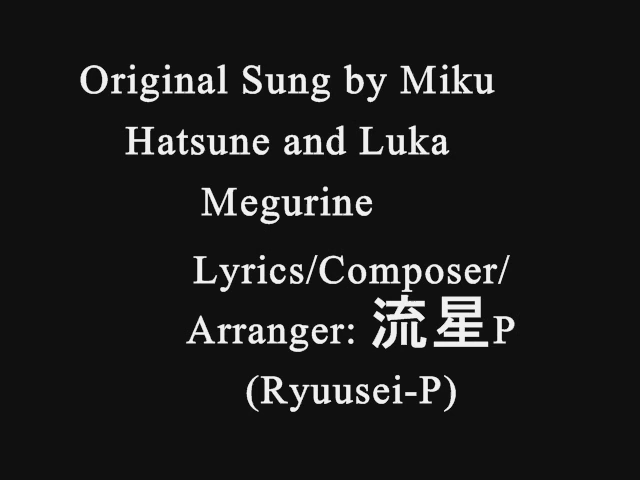 Original Sung by Miku
Hatsune and Luka
Megurine
Lyrics/Composer/
Arranger: 流星P
(Ryuusei-P)